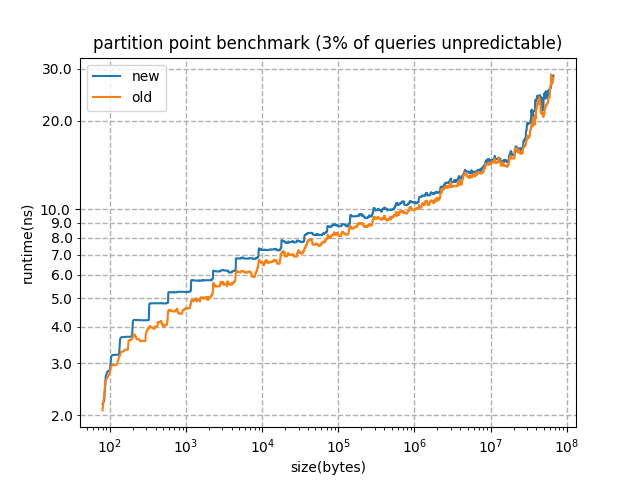 partition point benchmark (3% of queries unpredictable)
new
old
30.0
20.0
10.0
9.0
8.0
7.0
6.0
5.0
4.0
3.0
2.0
runtime(ns)
10² 10³ 10⁴ 10⁵ 10⁶ 10⁷ 10⁸
size(bytes)